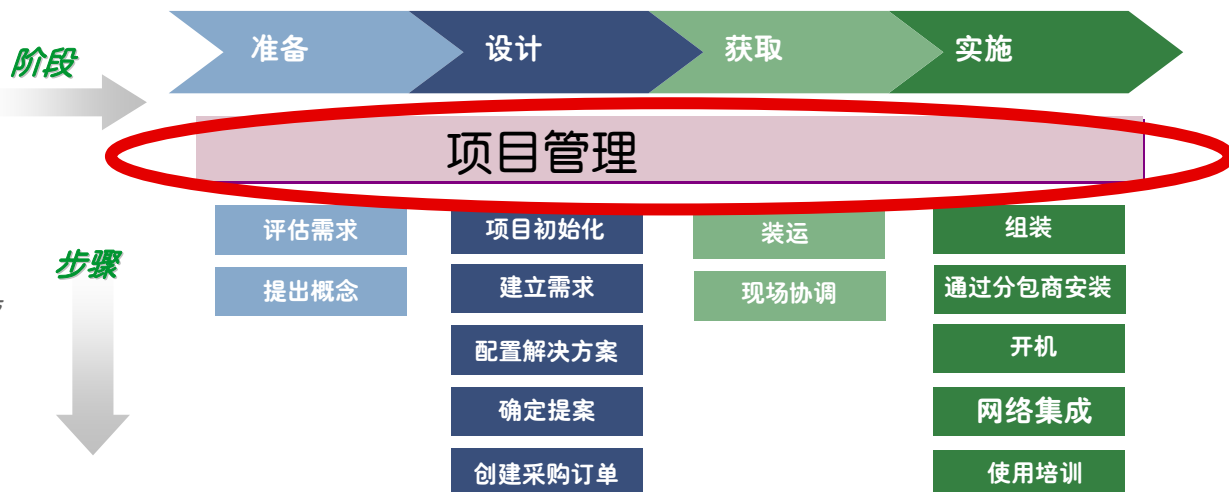 阶段
准备
设计
获取
实施
项目管理
步骤
评估需求
提出概念
项目初始化
建立需求
配置解决方案
确定提案
创建采购订单
装运
现场协调
组装
通过分包商安装
开机
网络集成
使用培训